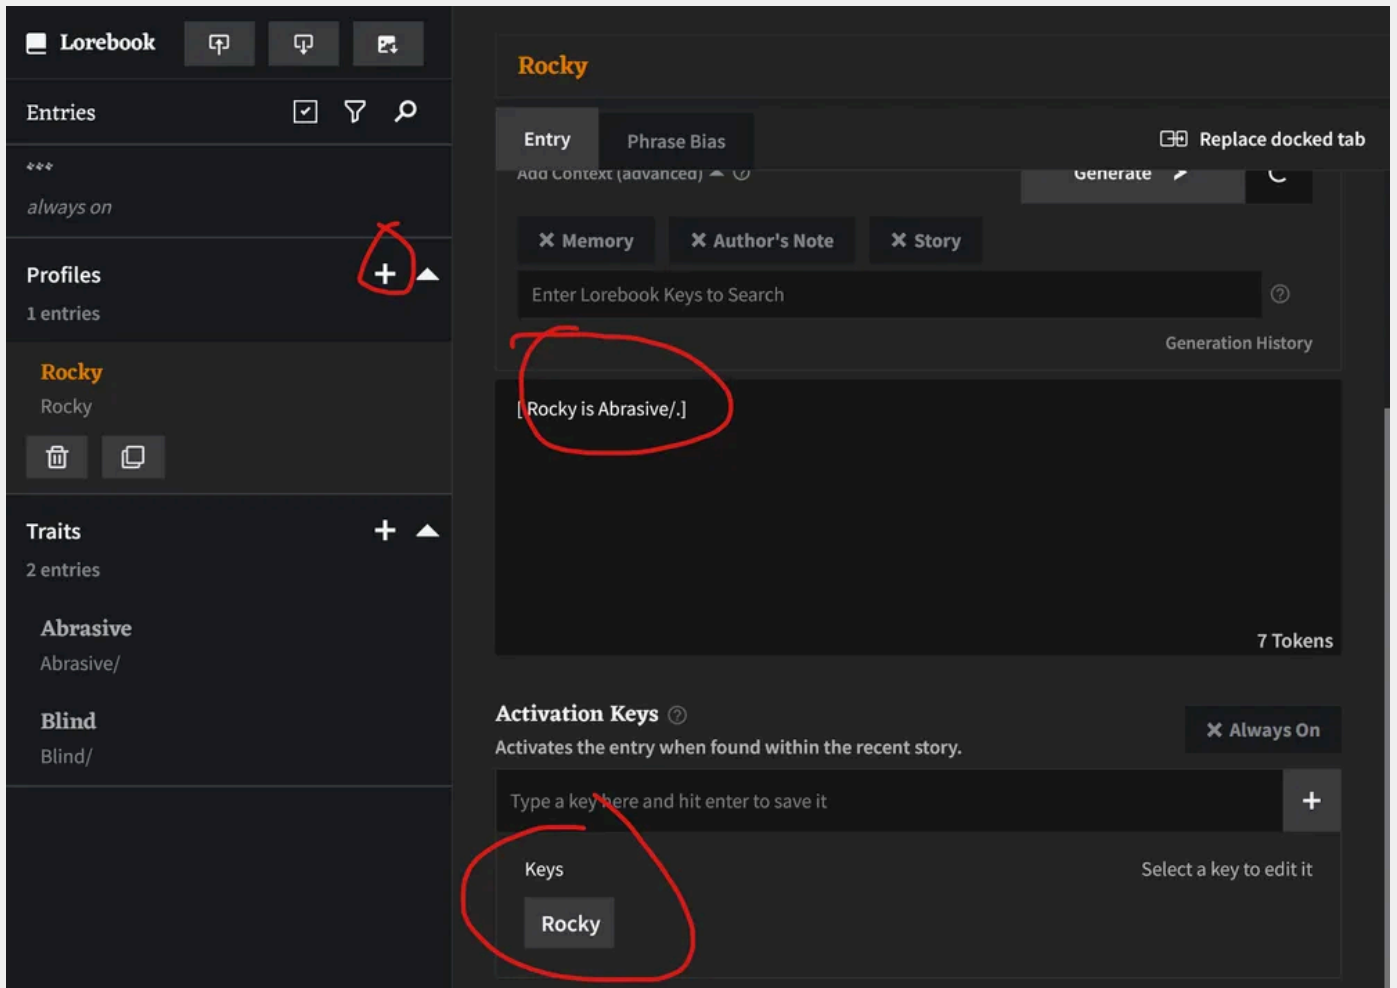 Lorebook
Entries
***
always on
Profiles
1 entries
Rocky
Rocky
Traits
2 entries
Abrasive
Abrasive/
Blind
Blind/
Rocky
Entry
Phrase Bias
Replace docked tab
Add Context (advanced)
Generate
Memory
Author's Note
Story
Enter Lorebook Keys to Search
Generation History
[ Rocky is Abrasive/.]
7 Tokens
Activation Keys
Always On
Activates the entry when found within the recent story.
Type a key here and hit enter to save it
Keys
Select a key to edit it
Rocky